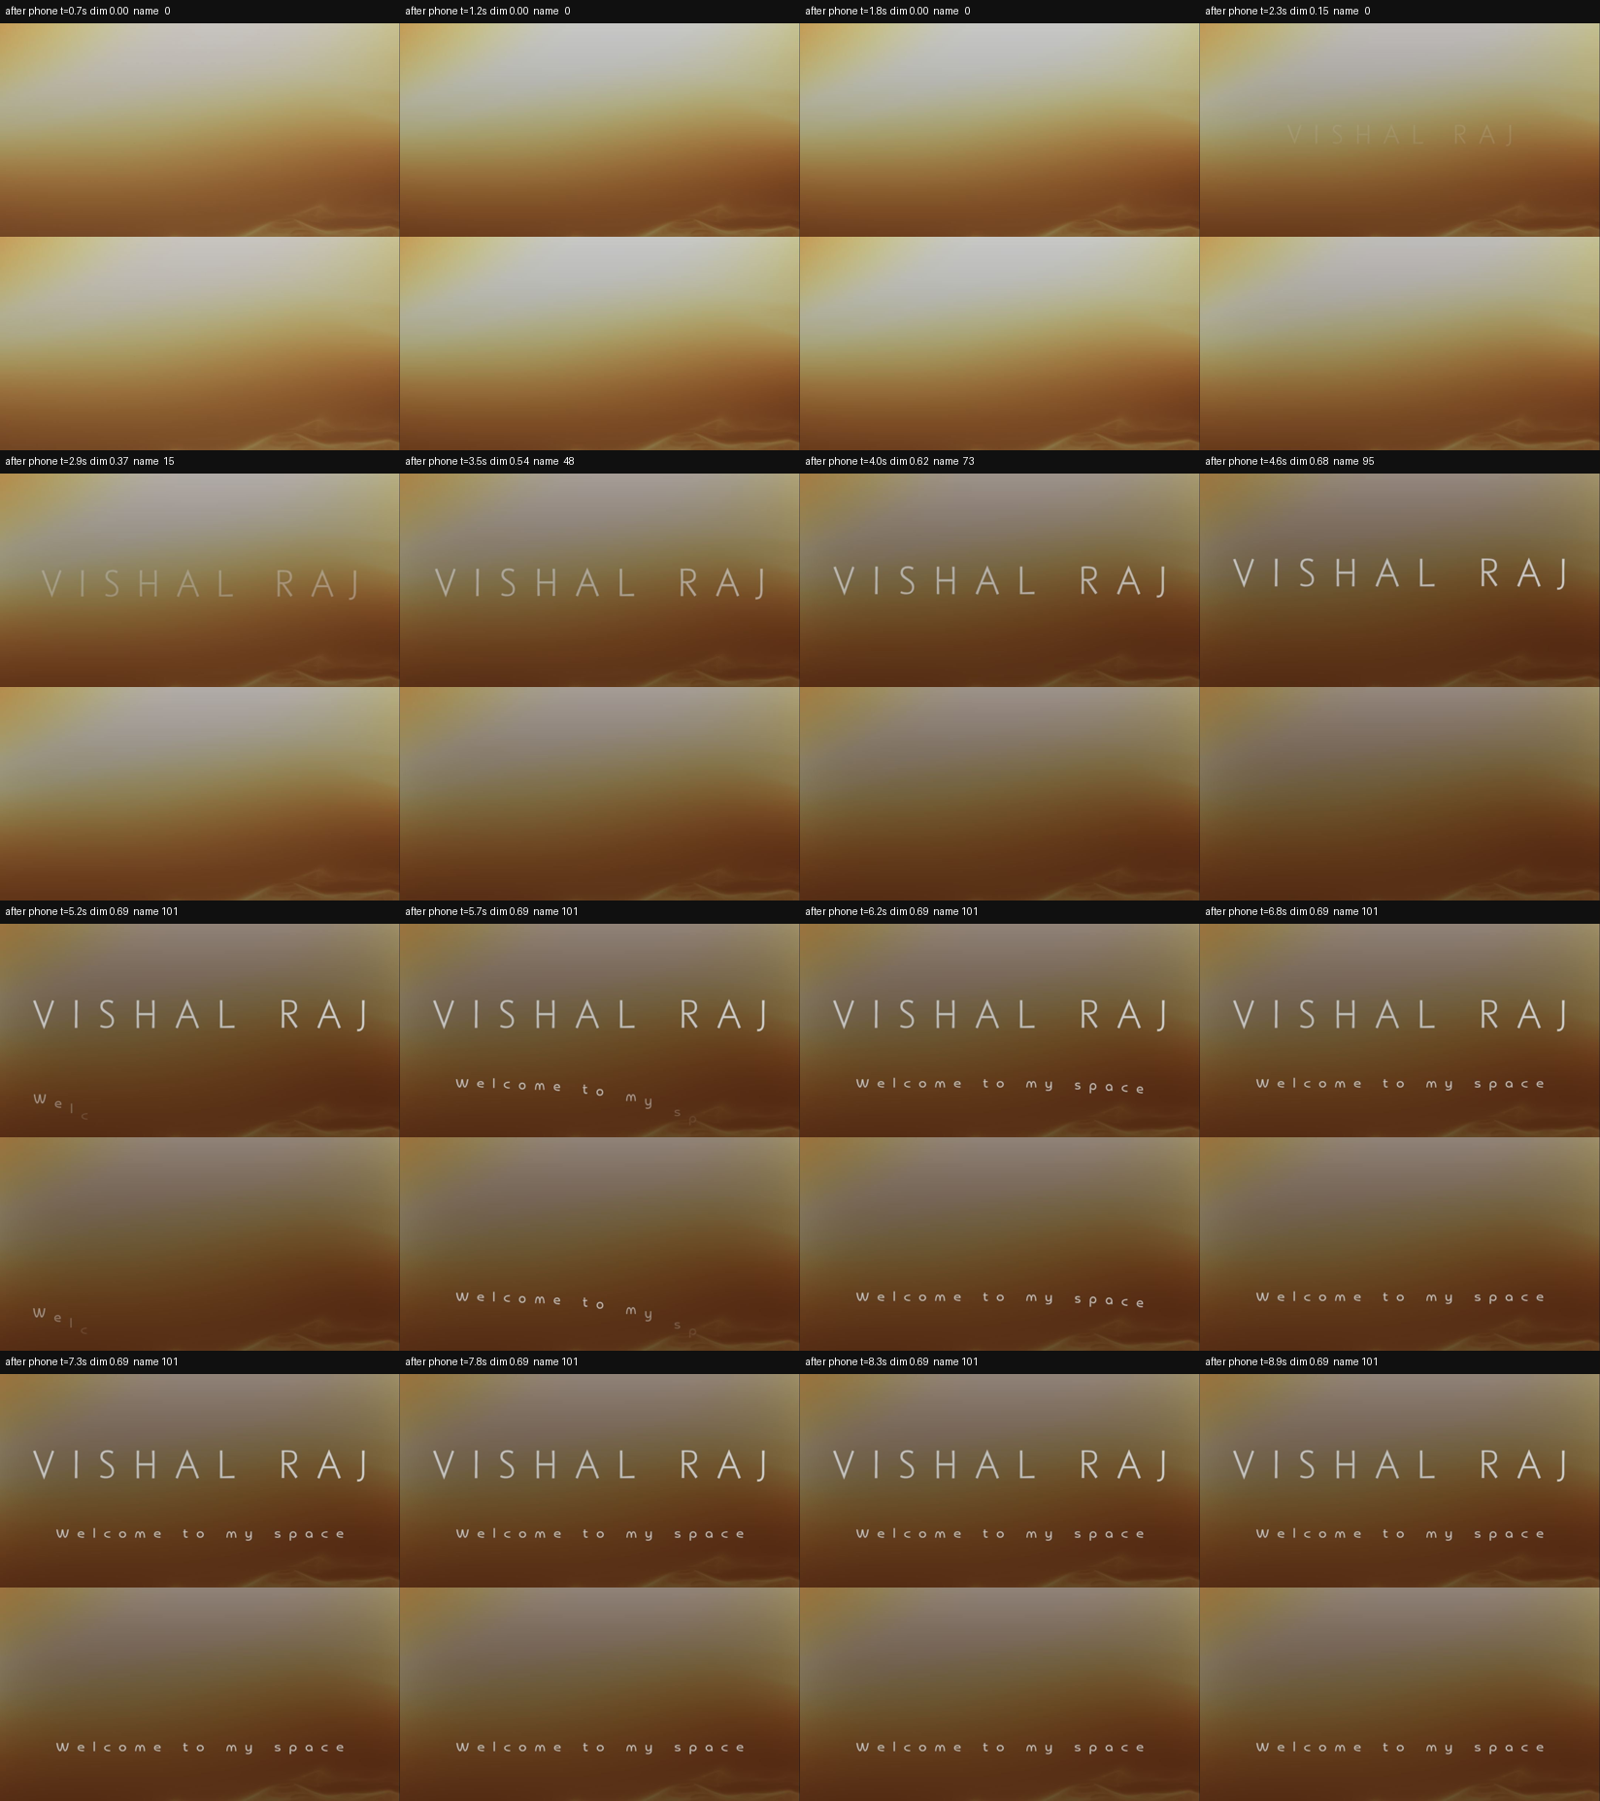 after phone t=0.7s dim 0.00 name 0
after phone t=1.2s dim 0.00 name 0
after phone t=1.8s dim 0.00 name 0
after phone t=2.3s dim 0.15 name 0
VISHAL RAJ
after phone t=2.9s dim 0.37 name 15
after phone t=3.5s dim 0.54 name 48
after phone t=4.0s dim 0.62 name 73
after phone t=4.6s dim 0.68 name 95
VISHAL RAJ
VISHAL RAJ
VISHAL RAJ
VISHAL RAJ
after phone t=5.2s dim 0.69 name 101
after phone t=5.7s dim 0.69 name 101
after phone t=6.2s dim 0.69 name 101
after phone t=6.8s dim 0.69 name 101
VISHAL RAJ
VISHAL RAJ
VISHAL RAJ
VISHAL RAJ
Welc
Welcome to my sp
Welcome to my space
Welcome to my space
Welc
Welcome to my sp
Welcome to my space
Welcome to my space
after phone t=7.3s dim 0.69 name 101
after phone t=7.8s dim 0.69 name 101
after phone t=8.3s dim 0.69 name 101
after phone t=8.9s dim 0.69 name 101
VISHAL RAJ
VISHAL RAJ
VISHAL RAJ
VISHAL RAJ
Welcome to my space
Welcome to my space
Welcome to my space
Welcome to my space
Welcome to my space
Welcome to my space
Welcome to my space
Welcome to my space